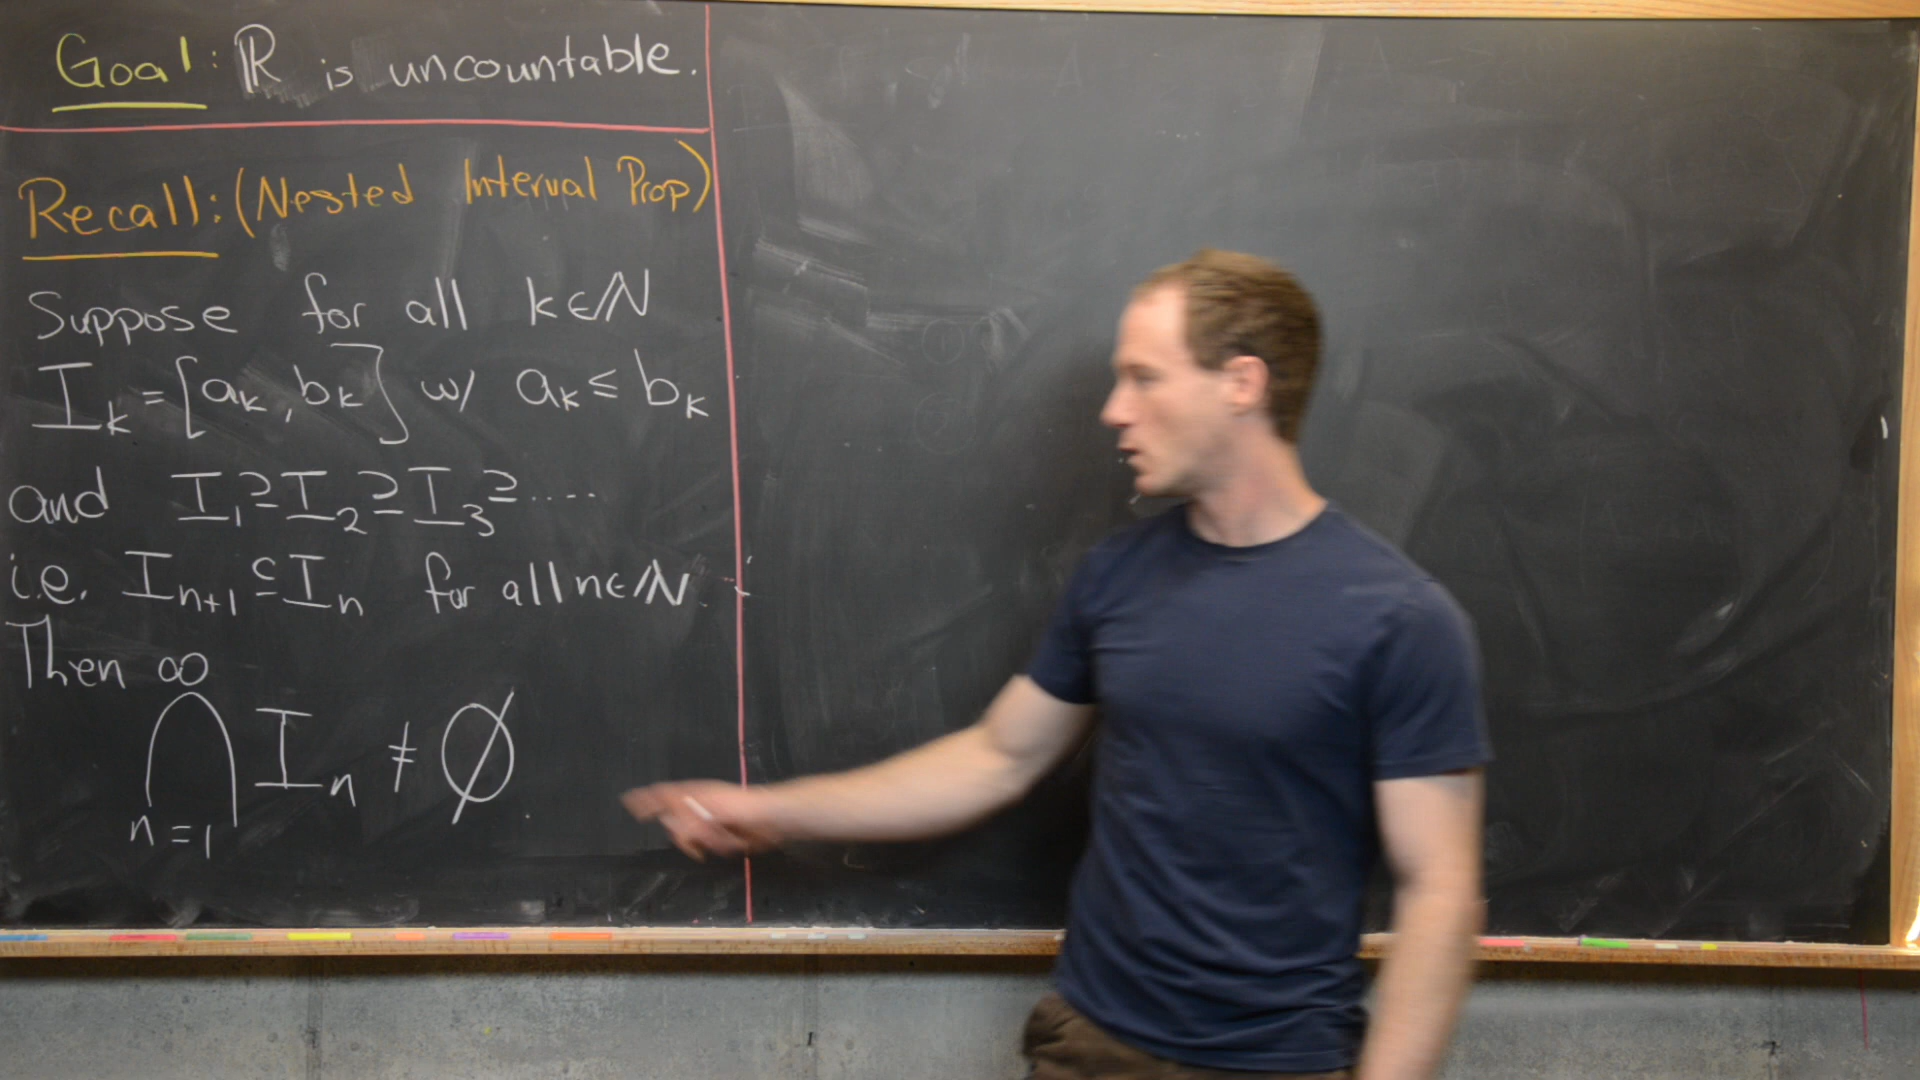 Goal: ℝ is uncountable.
Recall: (Nested Interval Prop)
Suppose for all k∈ℕ
I_k = [a_k, b_k] w/ a_k ≤ b_k
and I_1 ⊇ I_2 ⊇ I_3 ⊇ ....
i.e. I_{n+1} ⊆ I_n for all n∈ℕ.
Then ∞
⋂ I_n ≠ ∅
n=1